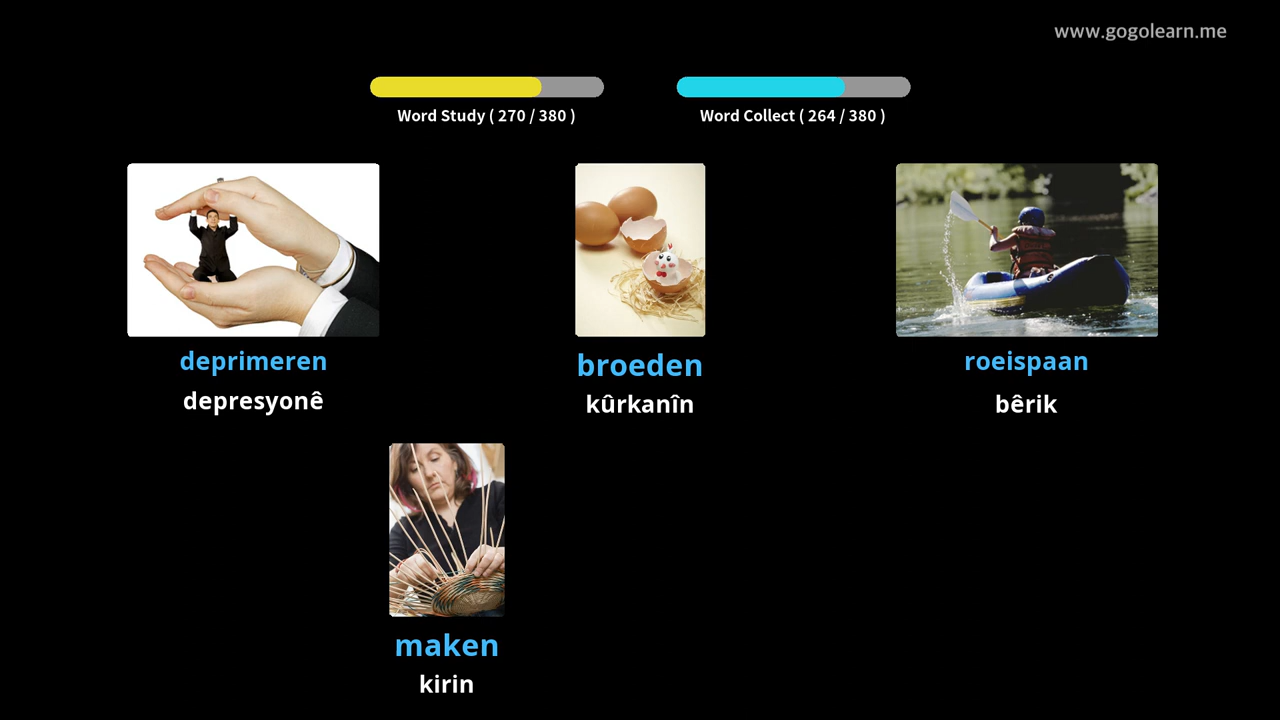 www.gogolearn.me
Word Study ( 270 / 380 )
Word Collect ( 264 / 380 )
deprimeren
depresyonê
broeden
kûrkanîn
roeispaan
bêrik
maken
kirin